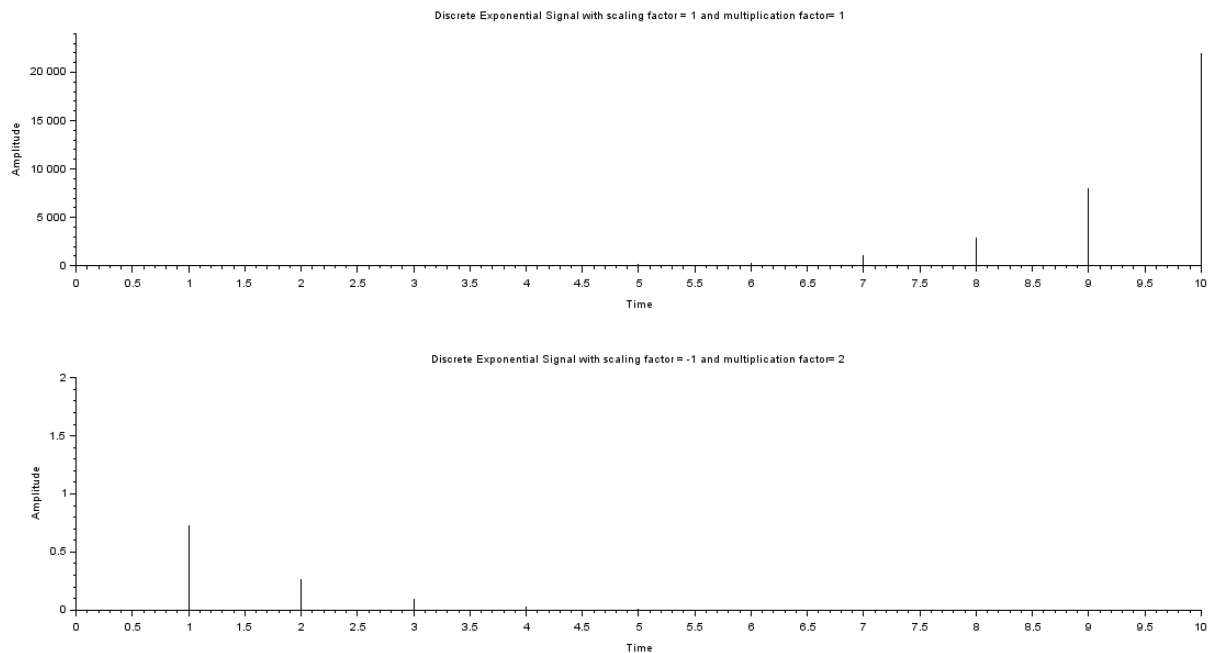 Discrete Exponential Signal with scaling factor = 1 and multiplication factor= 1
20 000
15 000
10 000
5 000
0
Amplitude
0 0.5 1 1.5 2 2.5 3 3.5 4 4.5 5 5.5 6 6.5 7 7.5 8 8.5 9 9.5 10
Time
Discrete Exponential Signal with scaling factor = -1 and multiplication factor= 2
2
1.5
1
0.5
0
Amplitude
0 0.5 1 1.5 2 2.5 3 3.5 4 4.5 5 5.5 6 6.5 7 7.5 8 8.5 9 9.5 10
Time